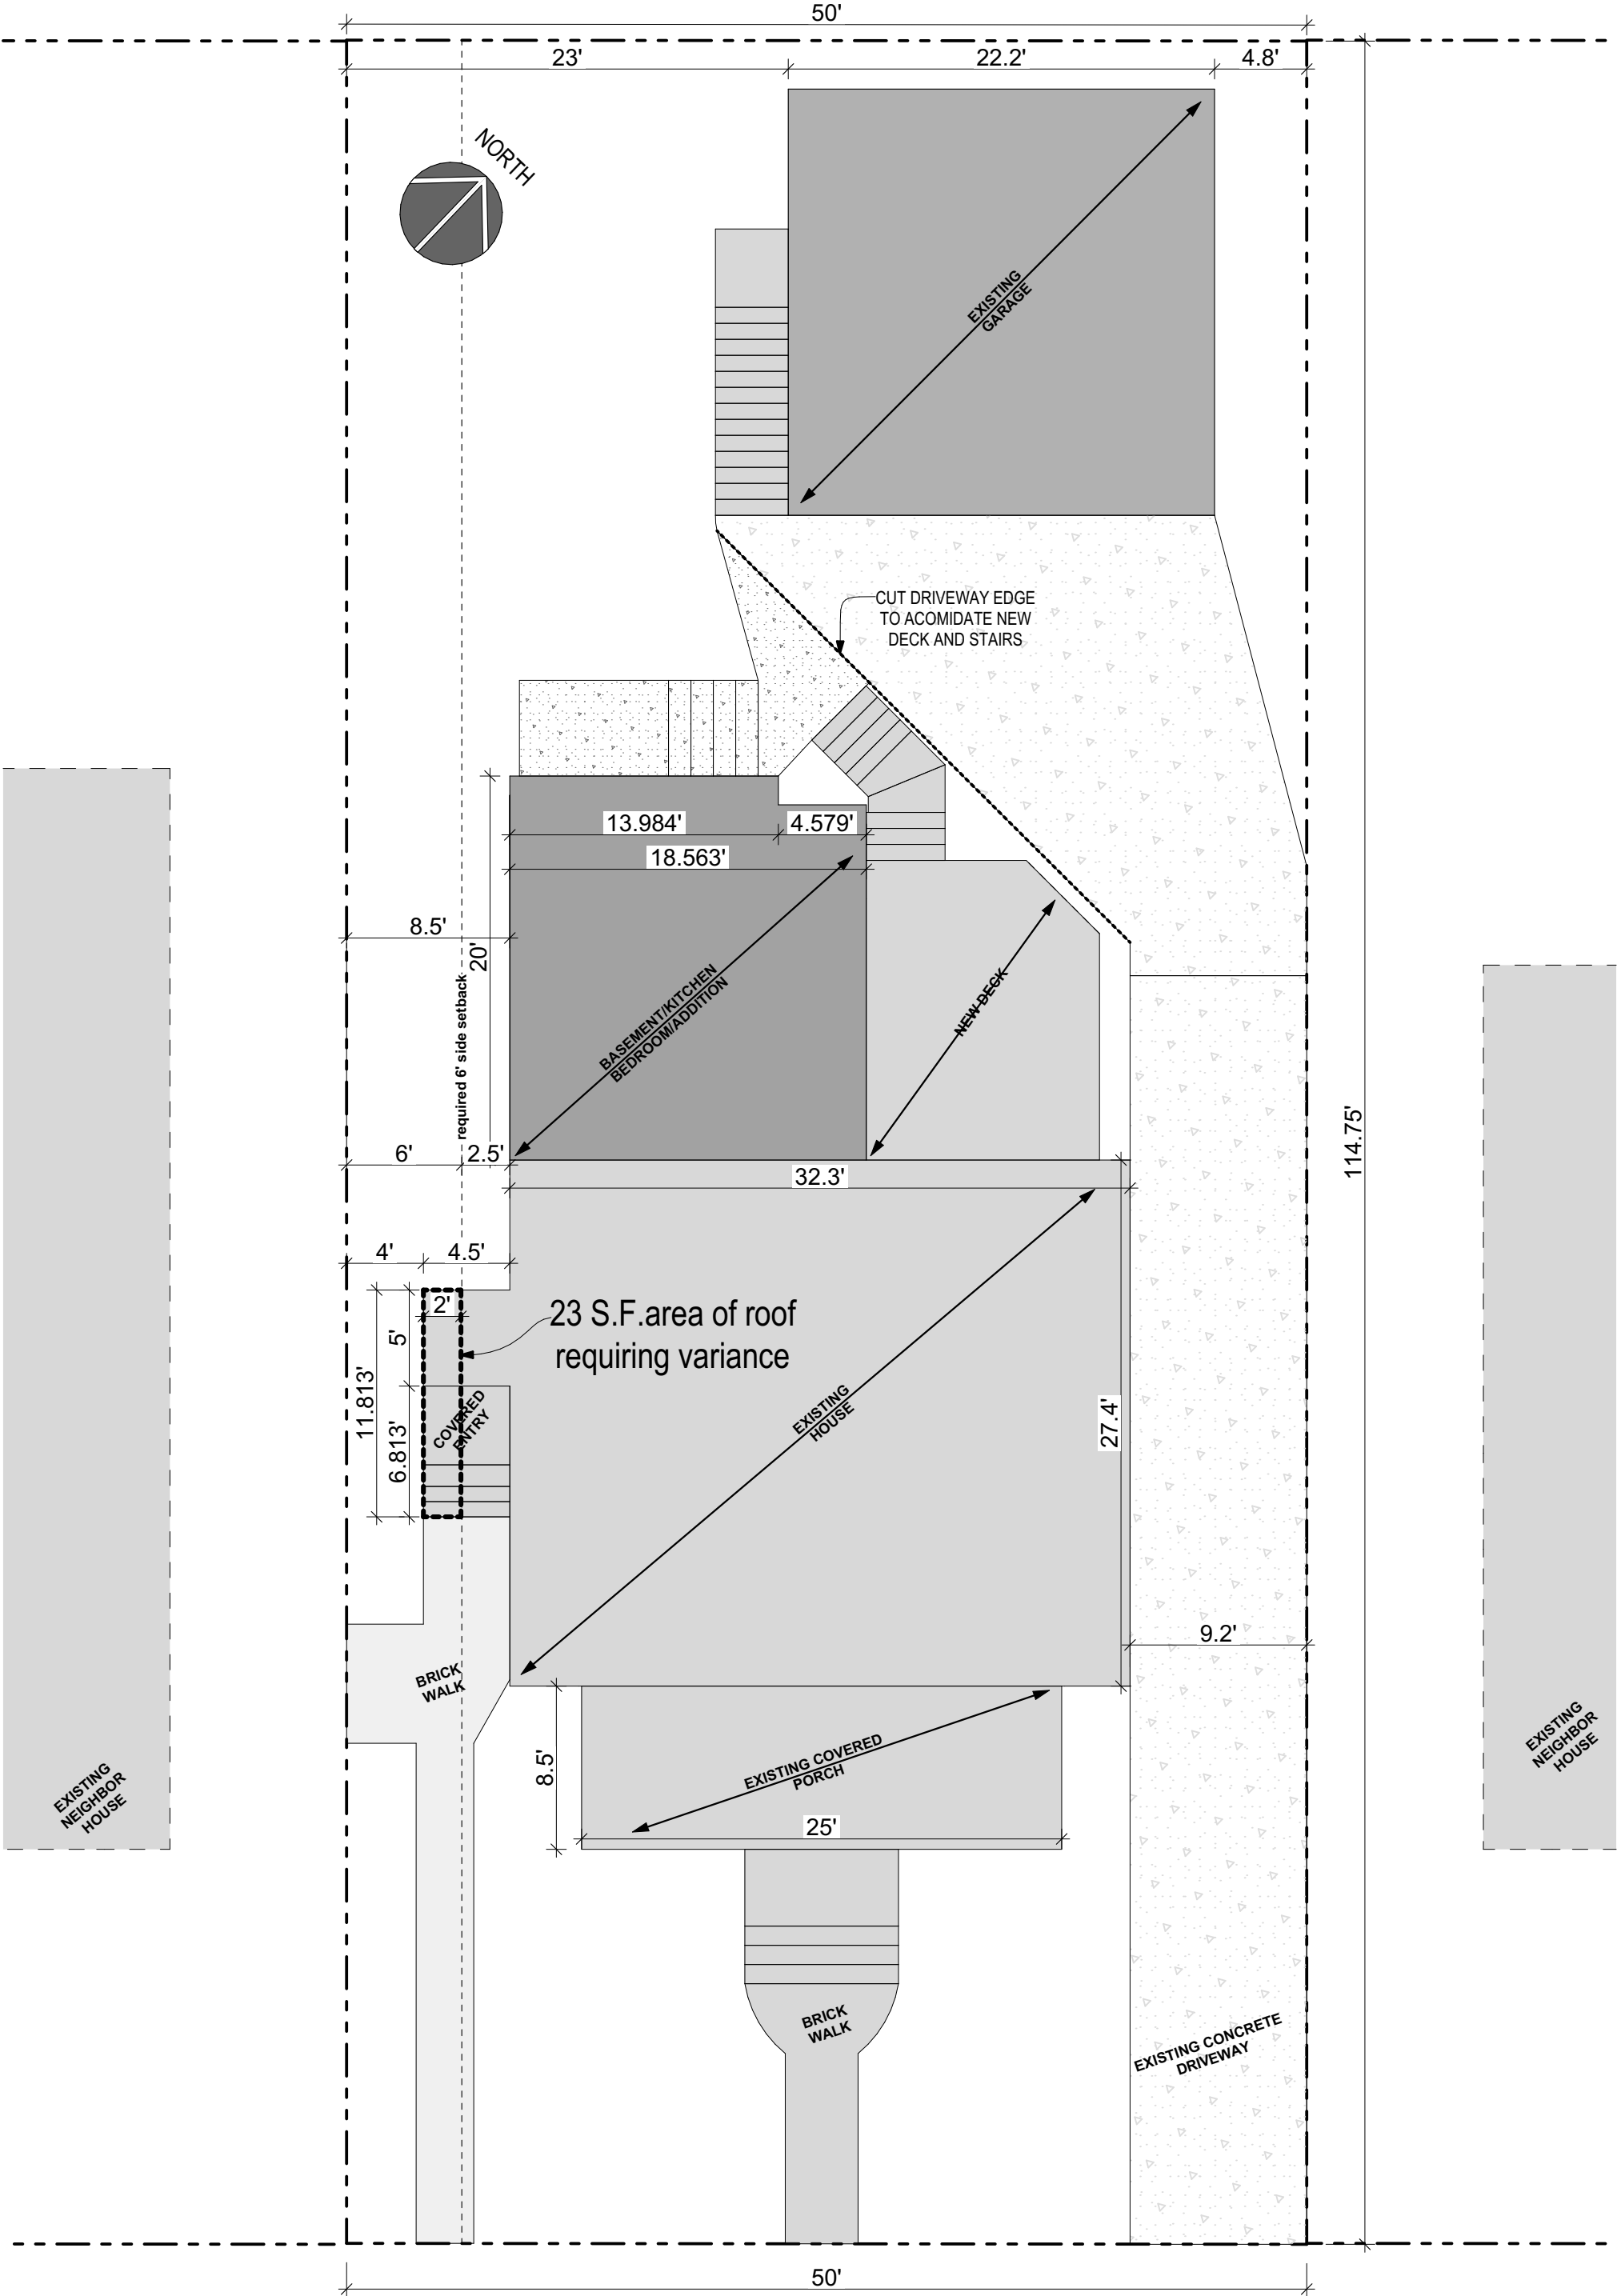 50'
23'
22.2'
4.8'
NORTH
EXISTING
GARAGE
CUT DRIVEWAY EDGE
TO ACOMIDATE NEW
DECK AND STAIRS
13.984'
4.579'
18.563'
8.5'
20'
required 6' side setback
BASEMENT/KITCHEN
BEDROOM/ADDITION
NEW DECK
114.75'
6'
2.5'
32.3'
4'
4.5'
2'
5'
11.813'
6.813'
23 S.F.area of roof
requiring variance
COVERED
ENTRY
EXISTING
HOUSE
27.4'
9.2'
BRICK
WALK
8.5'
EXISTING COVERED
PORCH
25'
EXISTING
NEIGHBOR
HOUSE
EXISTING
NEIGHBOR
HOUSE
BRICK
WALK
EXISTING CONCRETE
DRIVEWAY
50'